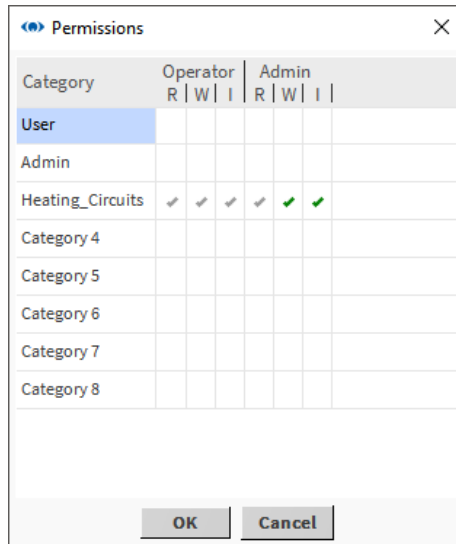 Permissions
Category
Operator Admin
R W I R W I
User
Admin
Heating_Circuits
Category 4
Category 5
Category 6
Category 7
Category 8
OK Cancel